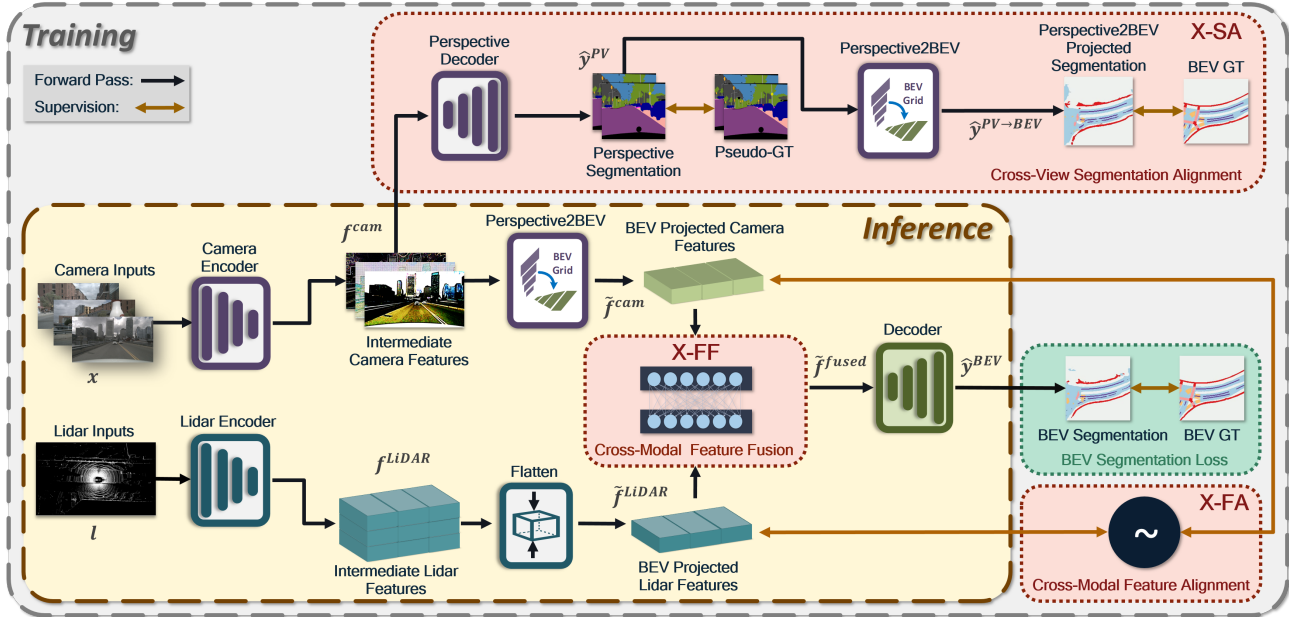 Training
Forward Pass:
Supervision:
X-SA
Perspective
Decoder
ŷ^PV
Perspective
Segmentation
Pseudo-GT
Perspective2BEV
BEV
Grid
ŷ^PV→BEV
Perspective2BEV
Projected
Segmentation
BEV GT
Cross-View Segmentation Alignment
Inference
Camera Inputs
x
Camera
Encoder
f^cam
Intermediate
Camera Features
Perspective2BEV
BEV
Grid
f̃^cam
BEV Projected Camera
Features
X-FF
Cross-Modal Feature Fusion
f̃^fused
Decoder
ŷ^BEV
BEV Segmentation
BEV GT
BEV Segmentation Loss
Lidar Inputs
l
Lidar Encoder
f^LiDAR
Intermediate Lidar
Features
Flatten
f̃^LiDAR
BEV Projected
Lidar Features
X-FA
~
Cross-Modal Feature Alignment